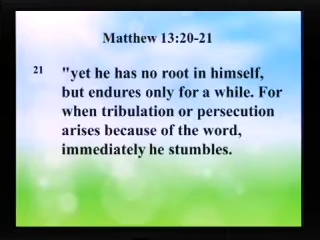 Matthew 13:20-21
21 "yet he has no root in himself,
but endures only for a while. For
when tribulation or persecution
arises because of the word,
immediately he stumbles.